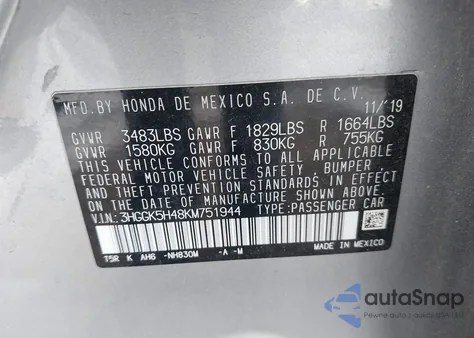 MFD.BY HONDA DE MEXICO S.A. DE C.V.
11/'19
GVWR 3483LBS GAWR F 1829LBS R 1664LBS
GVWR 1580KG GAWR F 830KG R 755KG
THIS VEHICLE CONFORMS TO ALL APPLICABLE
FEDERAL MOTOR VEHICLE SAFETY, BUMPER,
AND THEFT PREVENTION STANDARDS IN EFFECT
ON THE DATE OF MANUFACTURE SHOWN ABOVE.
V.I.N: 3HGGK5H48KM751944 TYPE: PASSENGER CAR
T5R K AH6 -NH830M -A -M MADE IN MEXICO
autoSnap